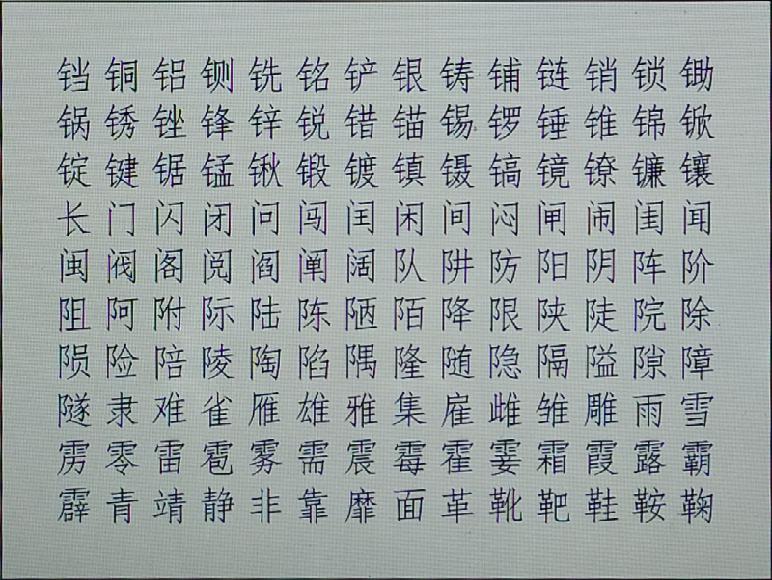 铛铜铝铡铣铭铲银铸铺链销锁锄
锅锈锉锋锌锐错锚锡锣锤锥锦锨
锭键锯锰锹锻镀镇镊镐镜镣镰镶
长门闪闭问闯闰闲间闷闸闹闺闻
闽阀阁阅阎阐阔队阱防阳阴阵阶
阻阿附际陆陈陋陌降限陕陡院除
陨险陪陵陶陷隅隆随隐隔隘隙障
隧隶难雀雁雄雅集雇雌雏雕雨雪
雳零雷雹雾需震霉霍霎霜霞露霸
霹青靖静非靠靡面革靴靶鞋鞍鞠